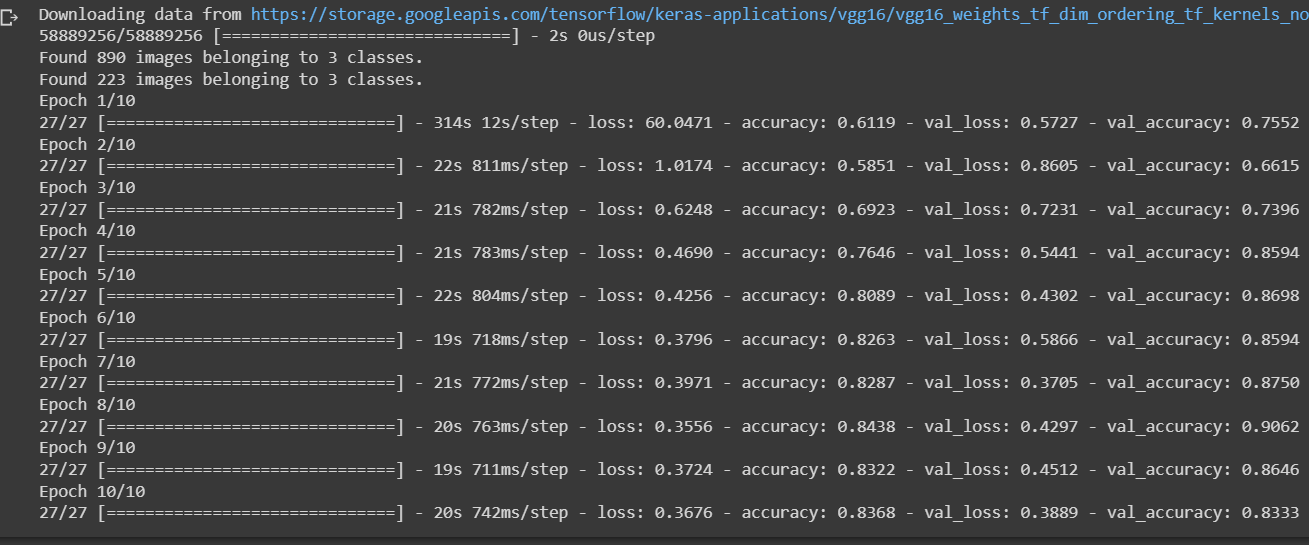 Downloading data from https://storage.googleapis.com/tensorflow/keras-applications/vgg16/vgg16_weights_tf_dim_ordering_tf_kernels_no
58889256/58889256 [==============================] - 2s 0us/step
Found 890 images belonging to 3 classes.
Found 223 images belonging to 3 classes.
Epoch 1/10
27/27 [==============================] - 314s 12s/step - loss: 60.0471 - accuracy: 0.6119 - val_loss: 0.5727 - val_accuracy: 0.7552
Epoch 2/10
27/27 [==============================] - 22s 811ms/step - loss: 1.0174 - accuracy: 0.5851 - val_loss: 0.8605 - val_accuracy: 0.6615
Epoch 3/10
27/27 [==============================] - 21s 782ms/step - loss: 0.6248 - accuracy: 0.6923 - val_loss: 0.7231 - val_accuracy: 0.7396
Epoch 4/10
27/27 [==============================] - 21s 783ms/step - loss: 0.4690 - accuracy: 0.7646 - val_loss: 0.5441 - val_accuracy: 0.8594
Epoch 5/10
27/27 [==============================] - 22s 804ms/step - loss: 0.4256 - accuracy: 0.8089 - val_loss: 0.4302 - val_accuracy: 0.8698
Epoch 6/10
27/27 [==============================] - 19s 718ms/step - loss: 0.3796 - accuracy: 0.8263 - val_loss: 0.5866 - val_accuracy: 0.8594
Epoch 7/10
27/27 [==============================] - 21s 772ms/step - loss: 0.3971 - accuracy: 0.8287 - val_loss: 0.3705 - val_accuracy: 0.8750
Epoch 8/10
27/27 [==============================] - 20s 763ms/step - loss: 0.3556 - accuracy: 0.8438 - val_loss: 0.4297 - val_accuracy: 0.9062
Epoch 9/10
27/27 [==============================] - 19s 711ms/step - loss: 0.3724 - accuracy: 0.8322 - val_loss: 0.4512 - val_accuracy: 0.8646
Epoch 10/10
27/27 [==============================] - 20s 742ms/step - loss: 0.3676 - accuracy: 0.8368 - val_loss: 0.3889 - val_accuracy: 0.8333